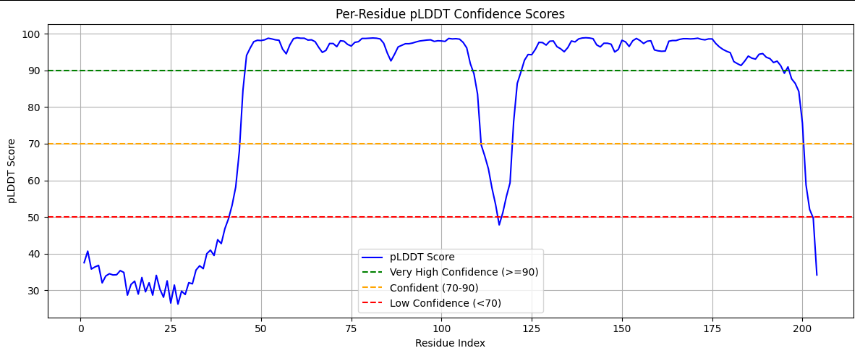 Per-Residue pLDDT Confidence Scores
100
90
80
70
60
50
40
30
pLDDT Score
pLDDT Score
Very High Confidence (>=90)
Confident (70-90)
Low Confidence (<70)
0 25 50 75 100 125 150 175 200
Residue Index